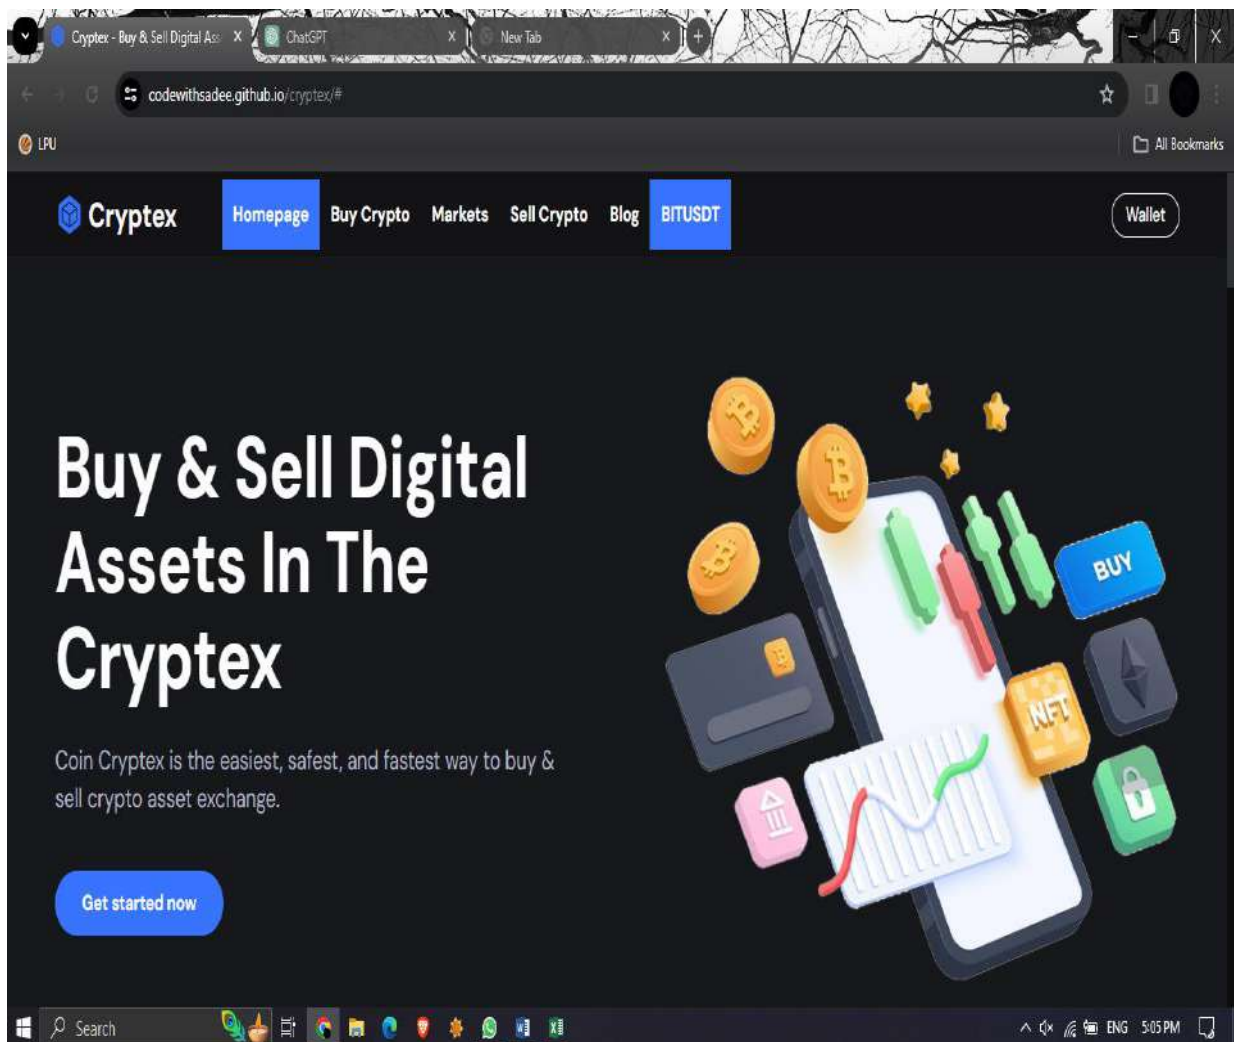 Cryptex - Buy & Sell Digital Ass
ChatGPT
New Tab
codewithsadee.github.io/cryptex/#
LPU
All Bookmarks
Cryptex
Homepage
Buy Crypto
Markets
Sell Crypto
Blog
BITUSDT
Wallet
Buy & Sell Digital
Assets In The
Cryptex
Coin Cryptex is the easiest, safest, and fastest way to buy &
sell crypto asset exchange.
Get started now
BUY
NFT
Search
ENG
5:05 PM